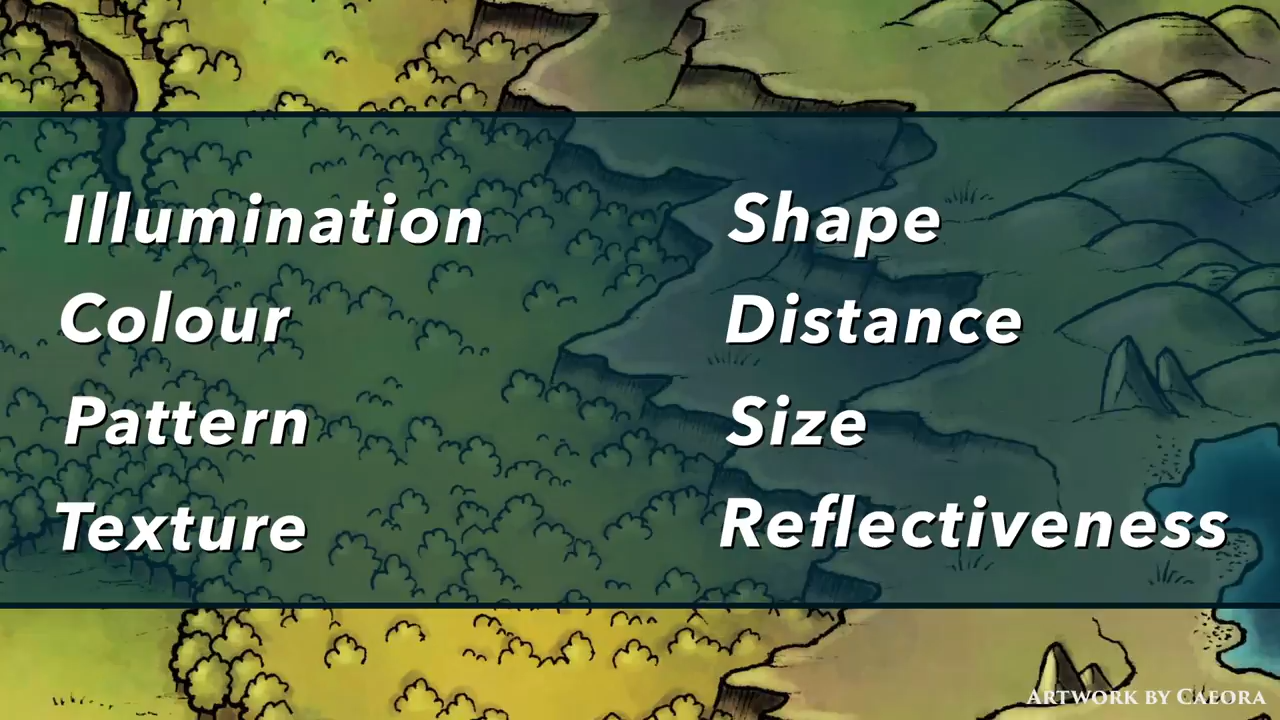 Illumination
Colour
Pattern
Texture
Shape
Distance
Size
Reflectiveness
Artwork by Caeora